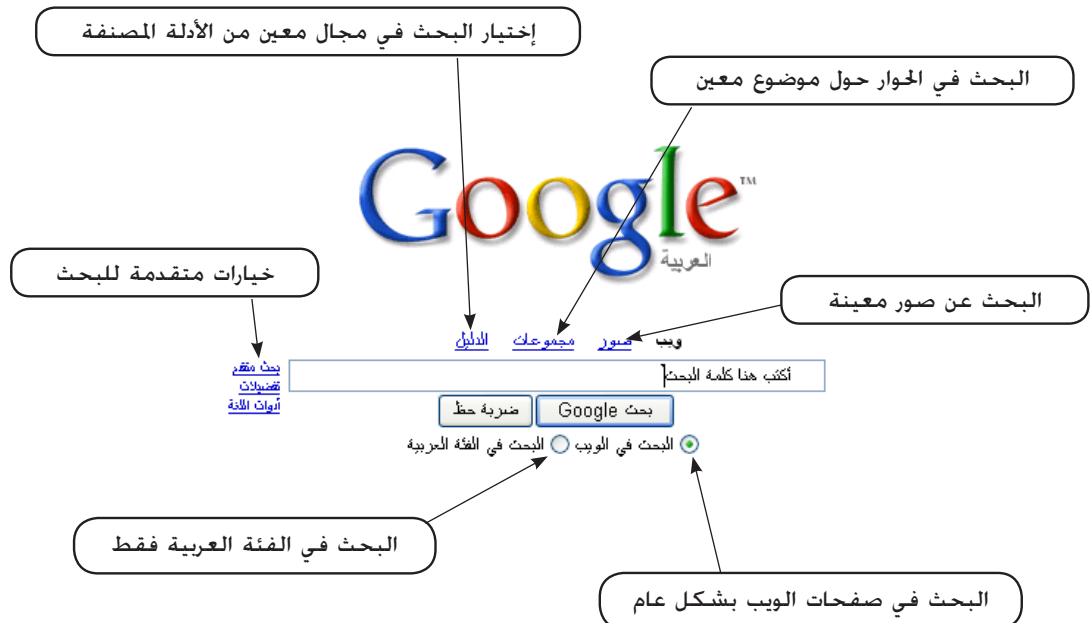 إختيار البحث في مجال معين من الأدلة المصنفة
البحث في الحوار حول موضوع معين
Google™
العربية
خيارات متقدمة للبحث
البحث عن صور معينة
ويب صور مجموعات الدليل
أكتب هنا كلمة البحث
بحث متقدم
تفضيلات
أدوات اللغة
بحث Google ضربة حظ
البحث في الويب البحث في الفئة العربية
البحث في الفئة العربية فقط
البحث في صفحات الويب بشكل عام